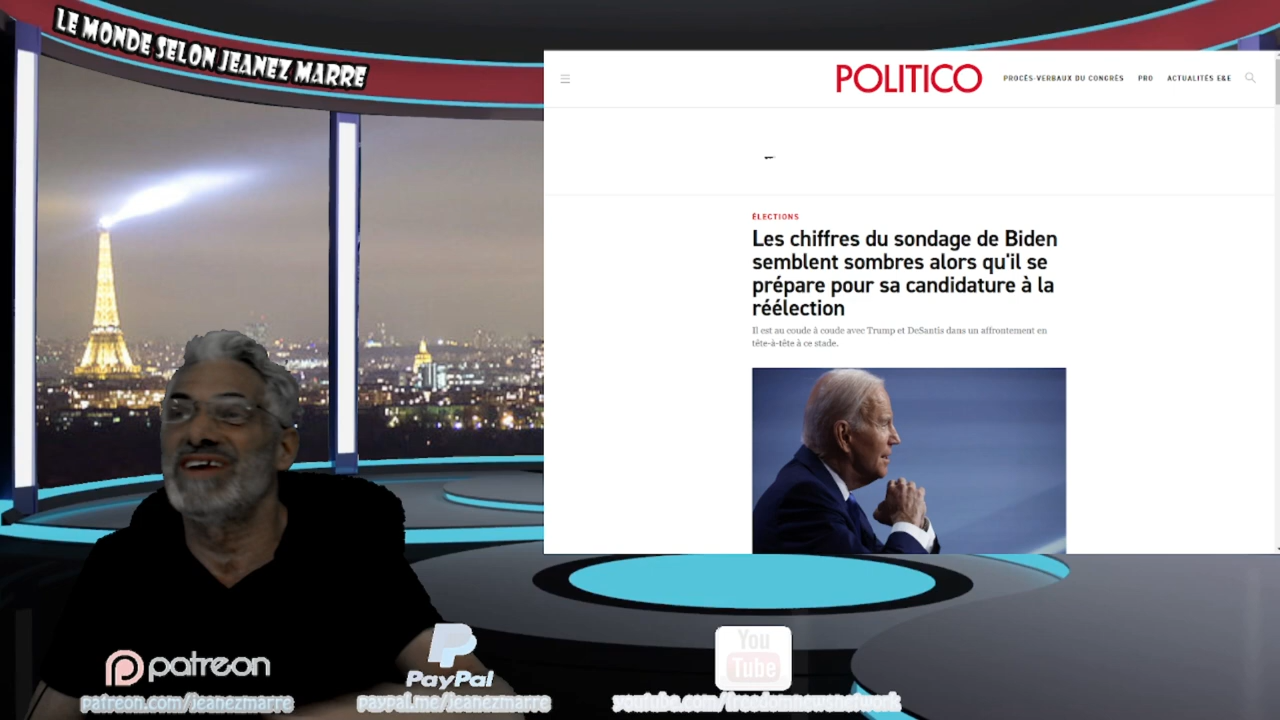 LE MONDE SELON JEANEZ MARRE
POLITICO
PROCÈS-VERBAUX DU CONGRÈS PRO ACTUALITÉS E&E
ÉLECTIONS
Les chiffres du sondage de Biden
semblent sombres alors qu'il se
prépare pour sa candidature à la
réélection
Il est au coude à coude avec Trump et DeSantis dans un affrontement en
tête-à-tête à ce stade.
patreon
patreon.com/jeanezmarre
PayPal
paypal.me/jeanezmarre
You
Tube
youtube.com/freedomnewsnetwork